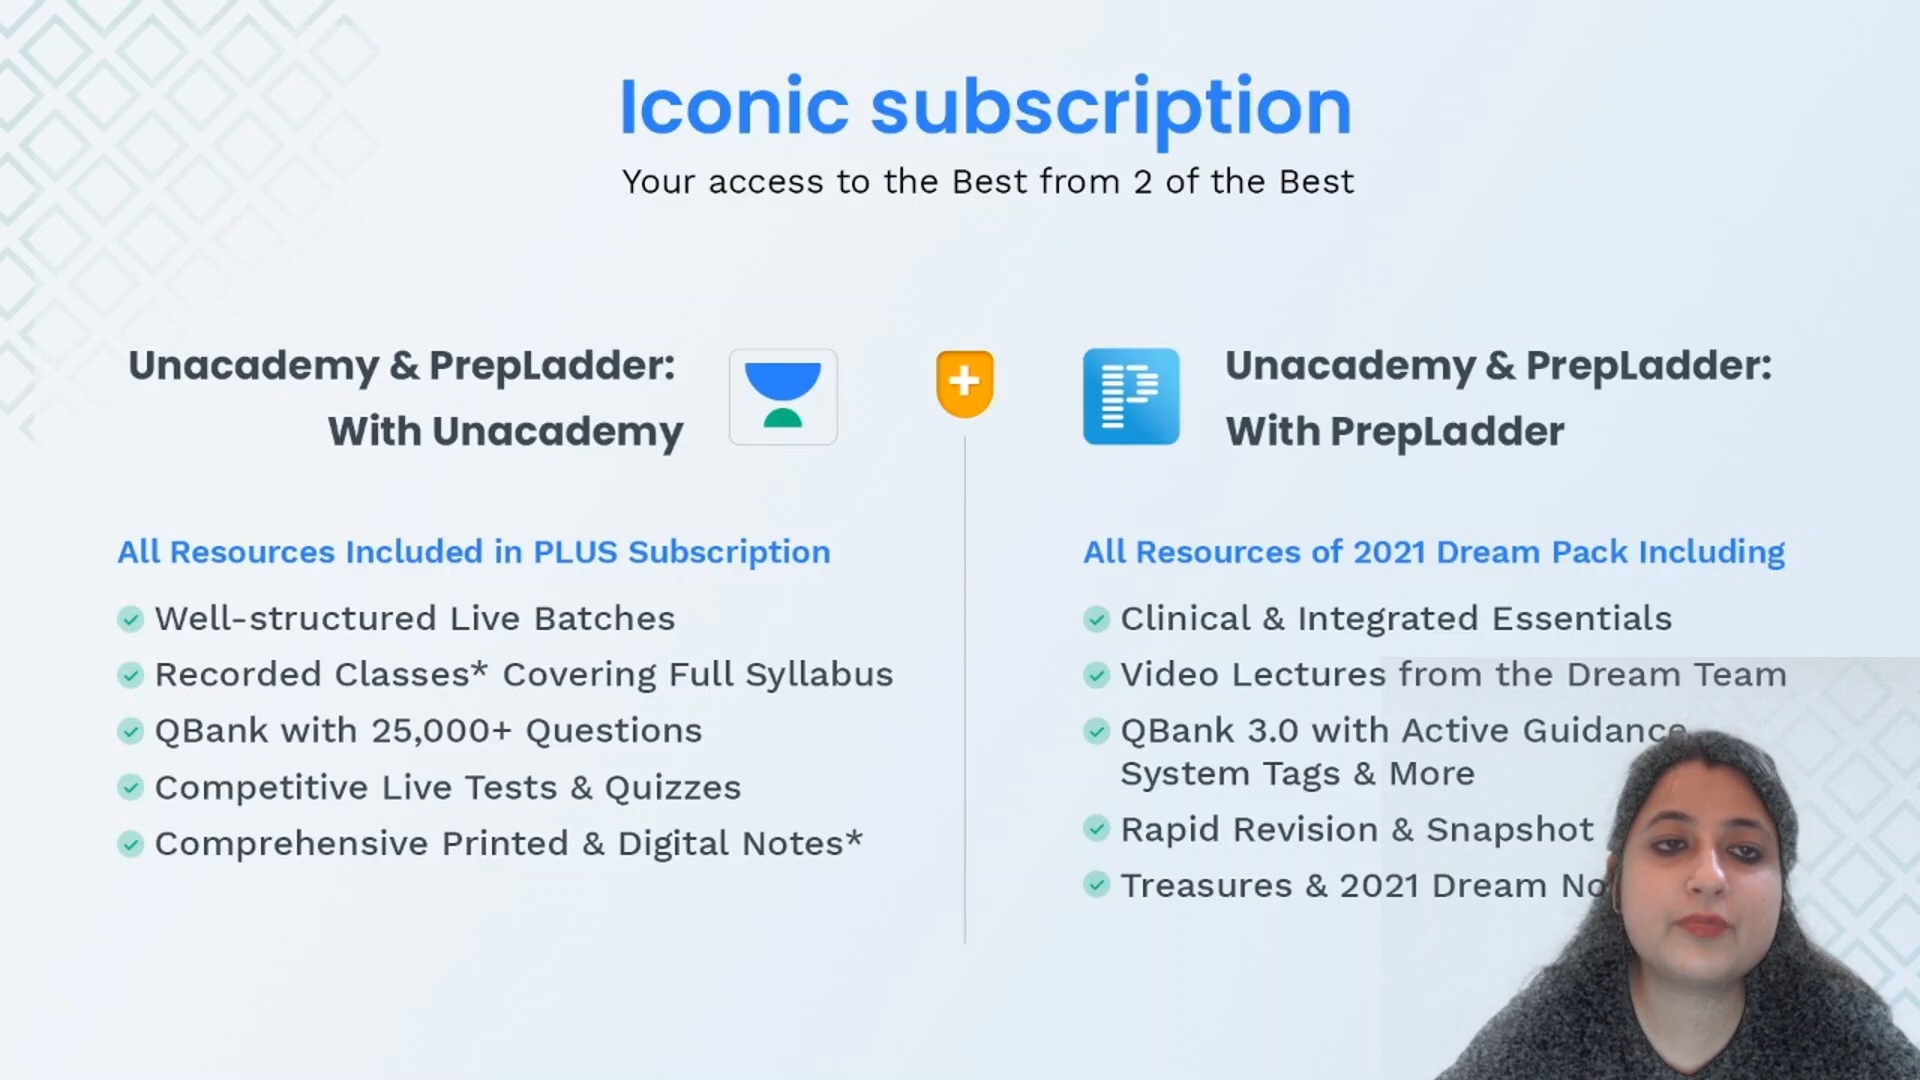 Iconic subscription
Your access to the Best from 2 of the Best
Unacademy & PrepLadder:
With Unacademy
All Resources Included in PLUS Subscription
Well-structured Live Batches
Recorded Classes* Covering Full Syllabus
QBank with 25,000+ Questions
Competitive Live Tests & Quizzes
Comprehensive Printed & Digital Notes*
Unacademy & PrepLadder:
With PrepLadder
All Resources of 2021 Dream Pack Including
Clinical & Integrated Essentials
Video Lectures from the Dream Team
QBank 3.0 with Active Guidance
System Tags & More
Rapid Revision & Snapshot
Treasures & 2021 Dream